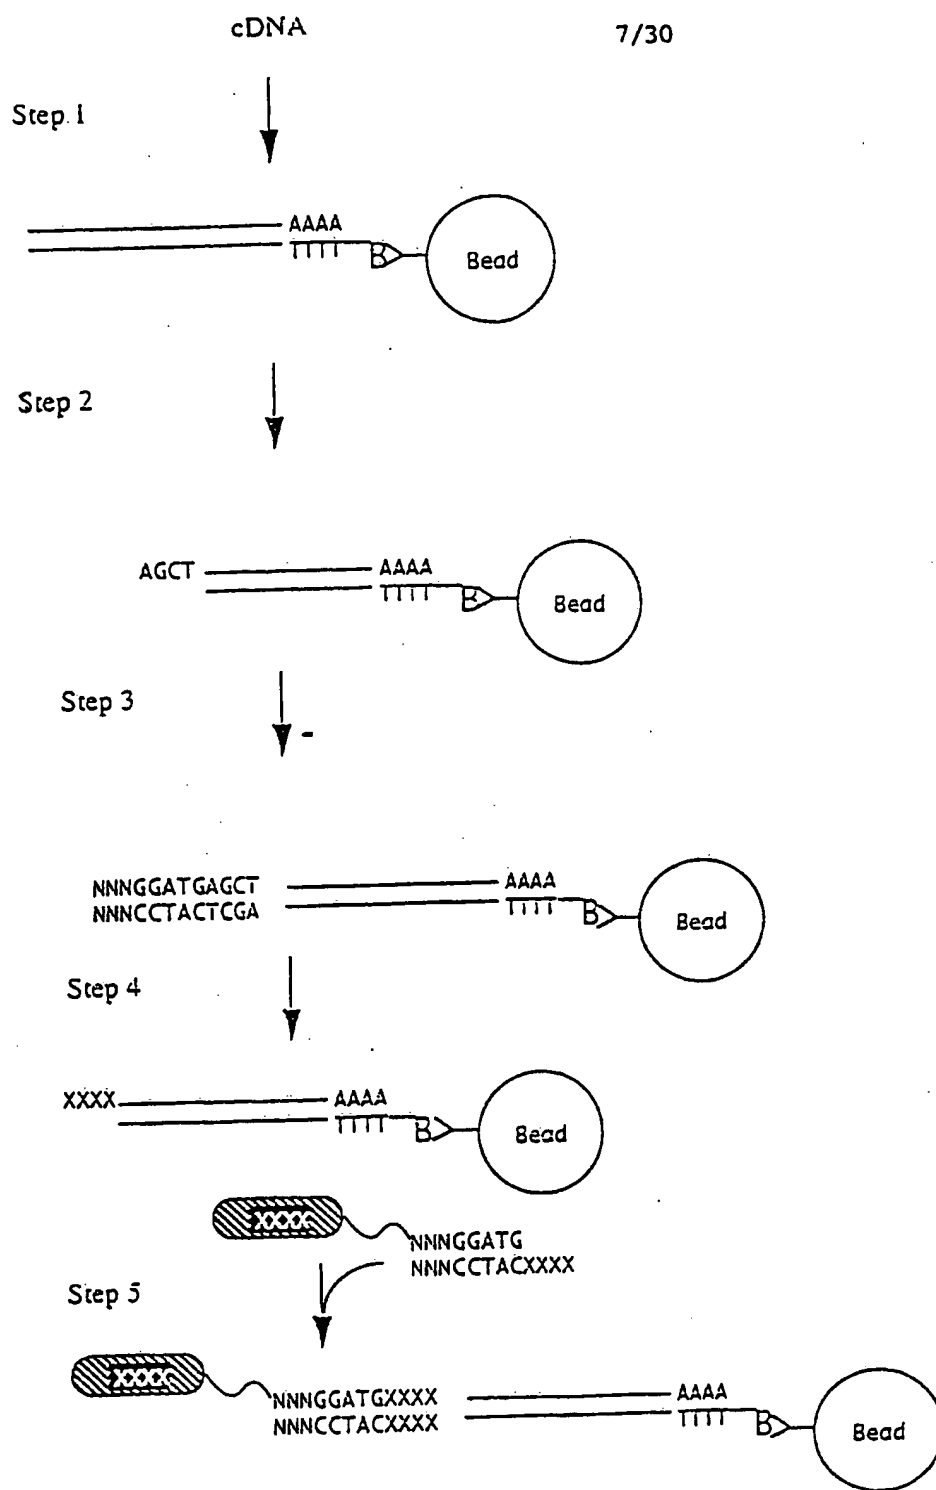 cDNA
7/30
Step 1
AAAA
TTTT
B
Bead
Step 2
AGCT
AAAA
TTTT
B
Bead
Step 3
NNNGGATGAGCT
NNNCCTACTCGA
AAAA
TTTT
B
Bead
Step 4
XXXX
AAAA
TTTT
B
Bead
XXXX
NNNGGATG
NNNCCTACXXXX
Step 5
XXXX
NNNGGATGXXXX
NNNCCTACXXXX
AAAA
TTTT
B
Bead